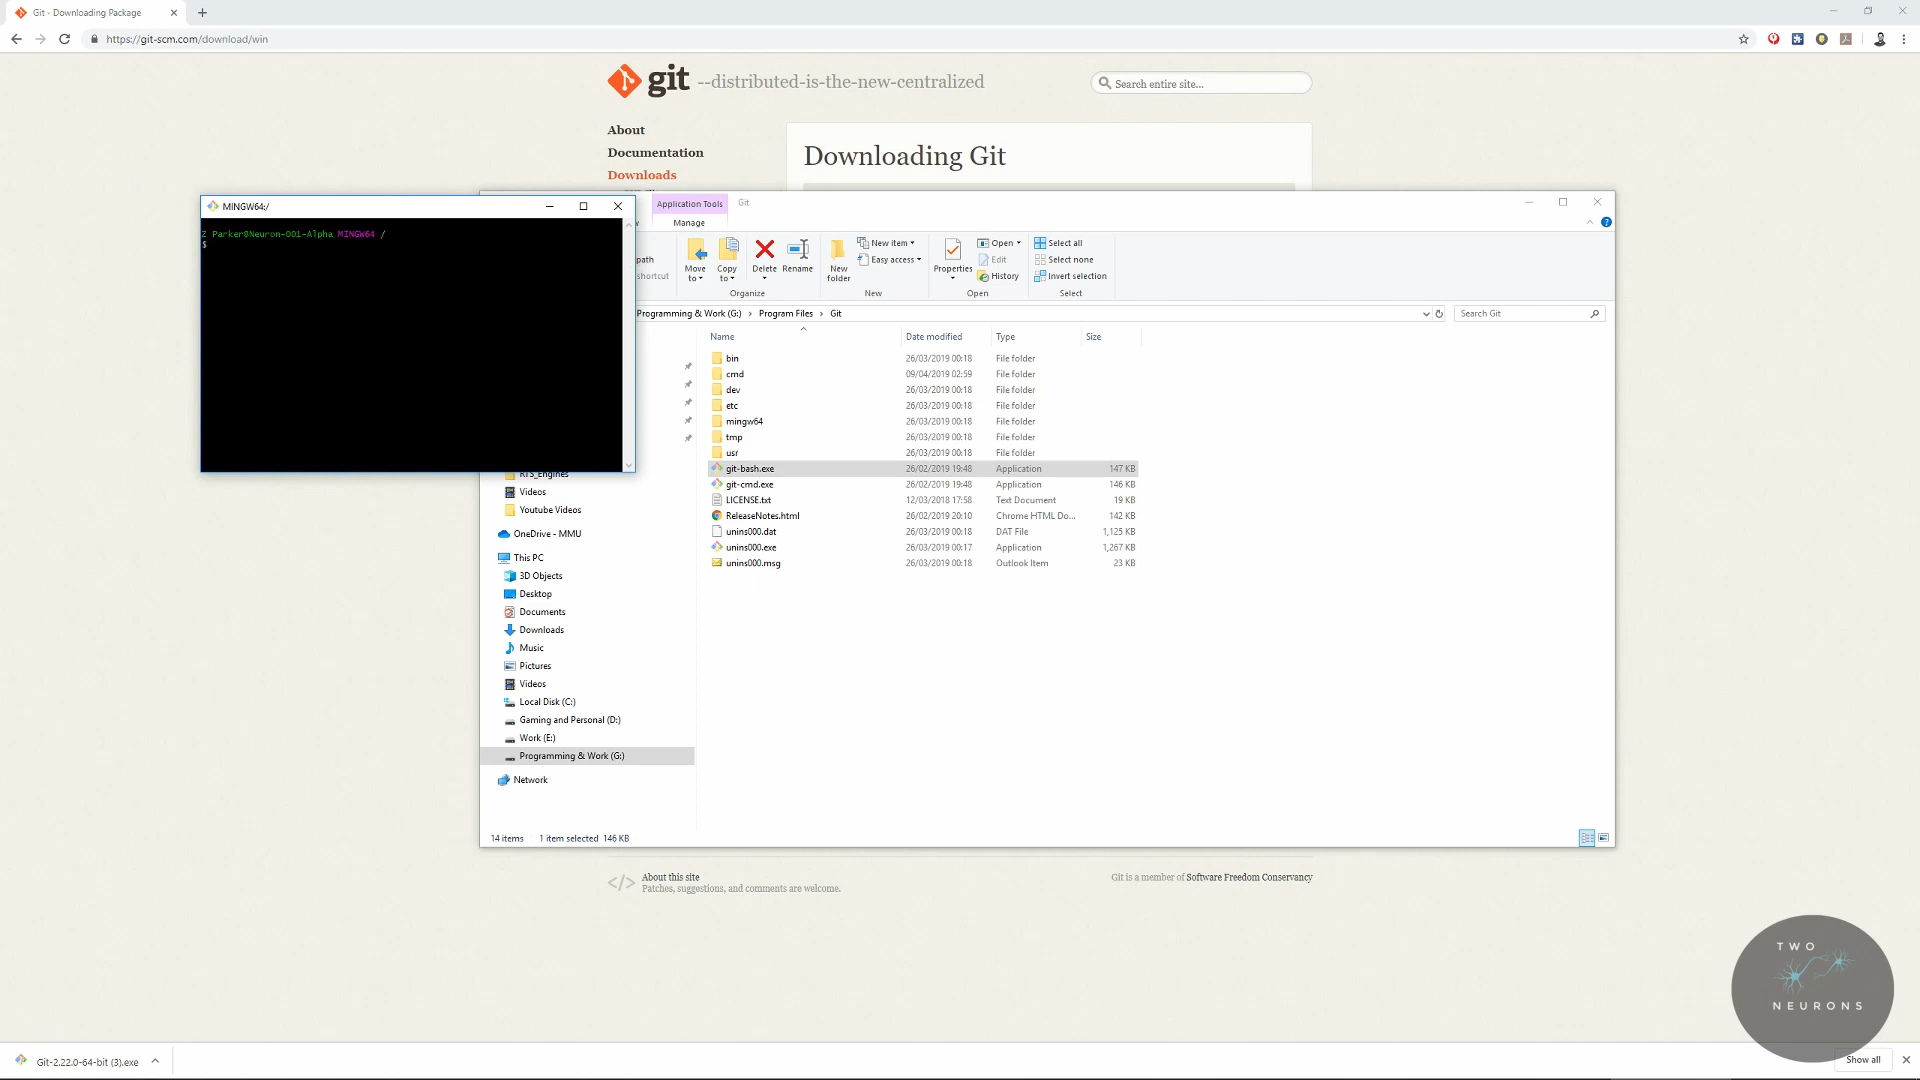 Git - Downloading Package
https://git-scm.com/download/win
git --distributed-is-the-new-centralized
Search entire site...
About
Documentation
Downloads
Downloading Git
MINGW64:/
Z Parker@Neuron-001-Alpha MINGW64 /
$
Application Tools
Git
Manage
path
shortcut
Move to
Copy to
Delete
Rename
Organize
New folder
New item
Easy access
New
Properties
Open
Edit
History
Open
Select all
Select none
Invert selection
Select
Programming & Work (G:) > Program Files > Git
Search Git
Name Date modified Type Size
bin 26/03/2019 00:18 File folder
cmd 09/04/2019 02:59 File folder
dev 26/03/2019 00:18 File folder
etc 26/03/2019 00:18 File folder
mingw64 26/03/2019 00:18 File folder
tmp 26/03/2019 00:18 File folder
usr 26/03/2019 00:18 File folder
git-bash.exe 26/02/2019 19:48 Application 147 KB
git-cmd.exe 26/02/2019 19:48 Application 146 KB
LICENSE.txt 12/03/2018 17:58 Text Document 19 KB
ReleaseNotes.html 26/02/2019 20:10 Chrome HTML Do... 142 KB
unins000.dat 26/03/2019 00:18 DAT File 1,125 KB
unins000.exe 26/03/2019 00:17 Application 1,267 KB
unins000.msg 26/03/2019 00:18 Outlook Item 23 KB
RTS_Engines
Videos
Youtube Videos
OneDrive - MMU
This PC
3D Objects
Desktop
Documents
Downloads
Music
Pictures
Videos
Local Disk (C:)
Gaming and Personal (D:)
Work (E:)
Programming & Work (G:)
Network
14 items 1 item selected 146 KB
</> About this site
Patches, suggestions, and comments are welcome.
Git is a member of Software Freedom Conservancy
TWO
NEURONS
Git-2.22.0-64-bit (3).exe
Show all